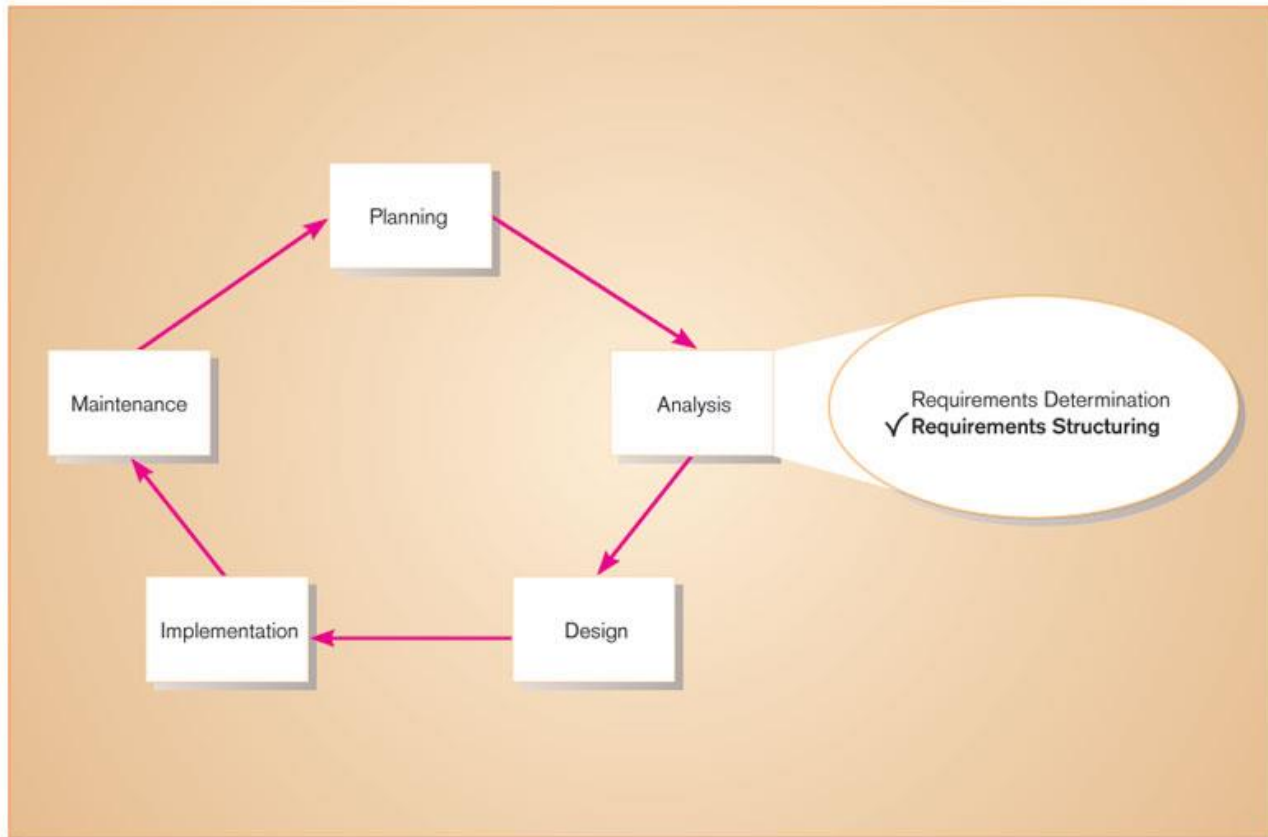 Planning
Maintenance
Analysis
Requirements Determination
✓ Requirements Structuring
Implementation
Design